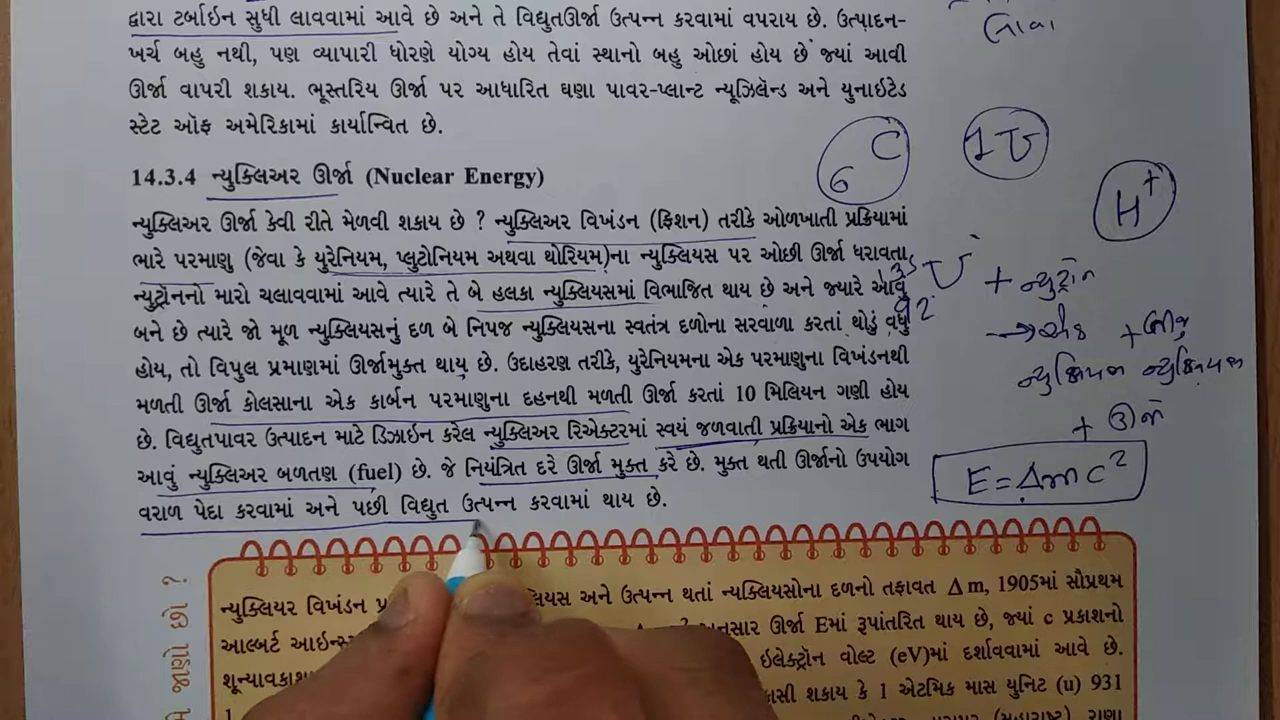 દ્વારા ટર્બાઇન સુધી લાવવામાં આવે છે અને તે વિદ્યુતઊર્જા ઉત્પન્ન કરવામાં વપરાય છે. ઉત્પાદન-
ખર્ચ બહુ નથી, પણ વ્યાપારી ધોરણે યોગ્ય હોય તેવાં સ્થાનો બહુ ઓછાં હોય છે જ્યાં આવી
ઊર્જા વાપરી શકાય. ભૂસ્તરિય ઊર્જા પર આધારિત ઘણા પાવર-પ્લાન્ટ ન્યૂઝિલૅન્ડ અને યુનાઇટેડ
સ્ટેટ ઑફ અમેરિકામાં કાર્યાન્વિત છે.
14.3.4 ન્યુક્લિઅર ઊર્જા (Nuclear Energy)
ન્યુક્લિઅર ઊર્જા કેવી રીતે મેળવી શકાય છે ? ન્યુક્લિઅર વિખંડન (ફિશન) તરીકે ઓળખાતી પ્રક્રિયામાં
ભારે પરમાણુ (જેવા કે યુરેનિયમ, પ્લુટોનિયમ અથવા થોરિયમ)ના ન્યુક્લિયસ પર ઓછી ઊર્જા ધરાવતા
ન્યુટ્રૉનનો મારો ચલાવવામાં આવે ત્યારે તે બે હલકા ન્યુક્લિયસમાં વિભાજિત થાય છે અને જ્યારે આવું
બને છે ત્યારે જો મૂળ ન્યુક્લિયસનું દળ બે નિપજ ન્યુક્લિયસના સ્વતંત્ર દળોના સરવાળા કરતાં થોડું વધુ
હોય, તો વિપુલ પ્રમાણમાં ઊર્જામુક્ત થાય છે. ઉદાહરણ તરીકે, યુરેનિયમના એક પરમાણુના વિખંડનથી
મળતી ઊર્જા કોલસાના એક કાર્બન પરમાણુના દહનથી મળતી ઊર્જા કરતાં 10 મિલિયન ગણી હોય
છે. વિદ્યુતપાવર ઉત્પાદન માટે ડિઝાઇન કરેલ ન્યુક્લિઅર રિએક્ટરમાં સ્વયં જળવાતી પ્રક્રિયાનો એક ભાગ
આવું ન્યુક્લિઅર બળતણ (fuel) છે. જે નિયંત્રિત દરે ઊર્જા મુક્ત કરે છે. મુક્ત થતી ઊર્જાનો ઉપયોગ
વરાળ પેદા કરવામાં અને પછી વિદ્યુત ઉત્પન્ન કરવામાં થાય છે.
લાવા
6 C
1 U
H+
92 U + ન્યુટ્રોન
→ એક + બીજુ
ન્યુક્લિયસ ન્યુક્લિયસ
+ ઊર્જા
E = Δmc²
જાણો છો ?
ન્યુક્લિયર વિખંડન લિયસ અને ઉત્પન્ન થતાં ન્યક્લિયસોના દળનો તફાવત Δ m, 1905માં સૌપ્રથમ
આલ્બર્ટ અનુસાર ઊર્જા Eમાં રૂપાંતરિત થાય છે, જ્યાં c પ્રકાશનો
ઇલેક્ટ્રૉન વોલ્ટ (eV)માં દર્શાવવામાં આવે છે.
કાસી શકાય કે 1 એટમિક માસ યુનિટ (u) 931